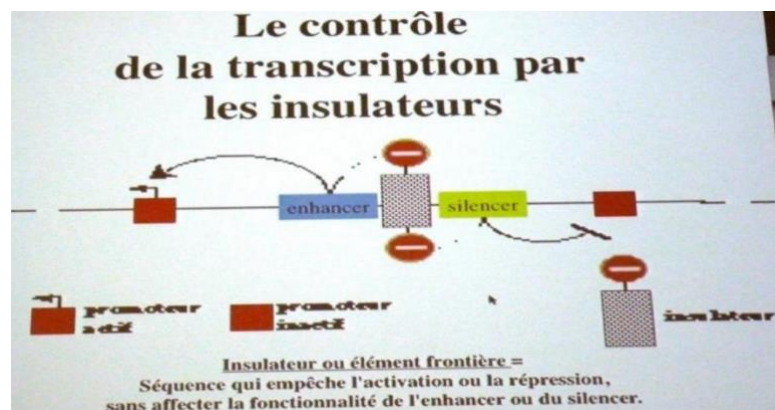 Le contrôle
de la transcription par
les insulateurs
enhancer
silencer
promoteur
actif
promoteur
inactif
insulateur
Insulateur ou élément frontière =
Séquence qui empêche l'activation ou la répression,
sans affecter la fonctionnalité de l'enhancer ou du silencer.